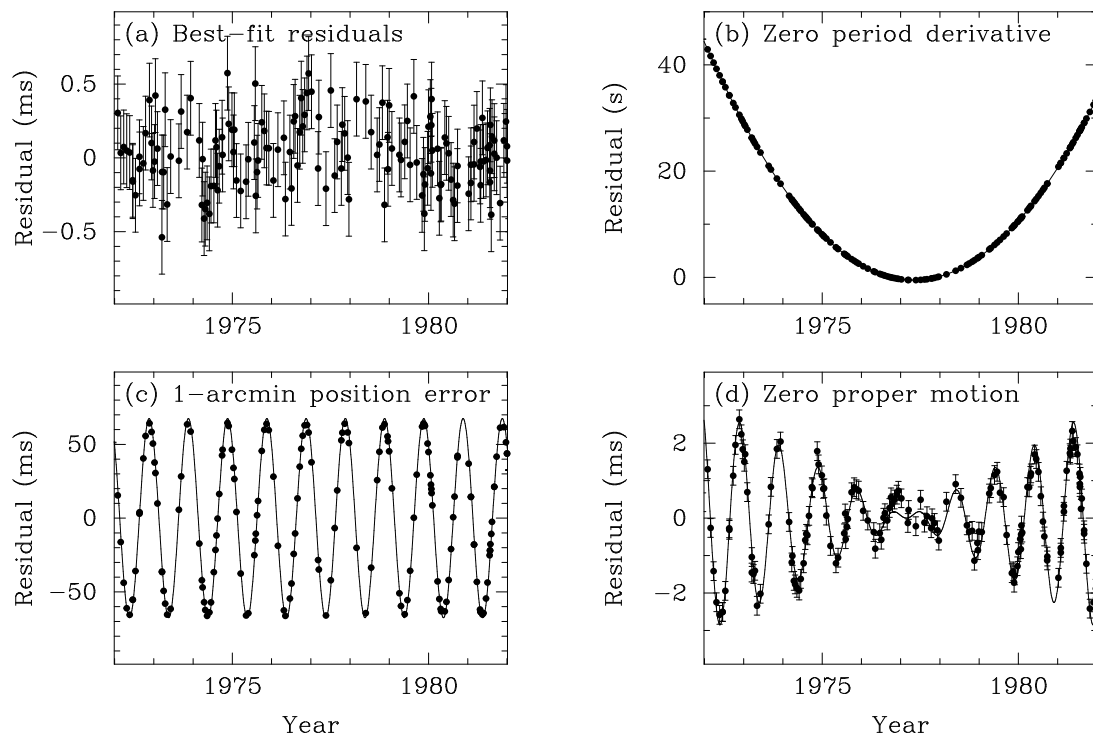 (a) Best-fit residuals
Residual (ms)
0.5
0
−0.5
1975
1980
(b) Zero period derivative
Residual (s)
40
20
0
1975
1980
(c) 1-arcmin position error
Residual (ms)
50
0
−50
1975
1980
Year
(d) Zero proper motion
Residual (ms)
2
0
−2
1975
1980
Year